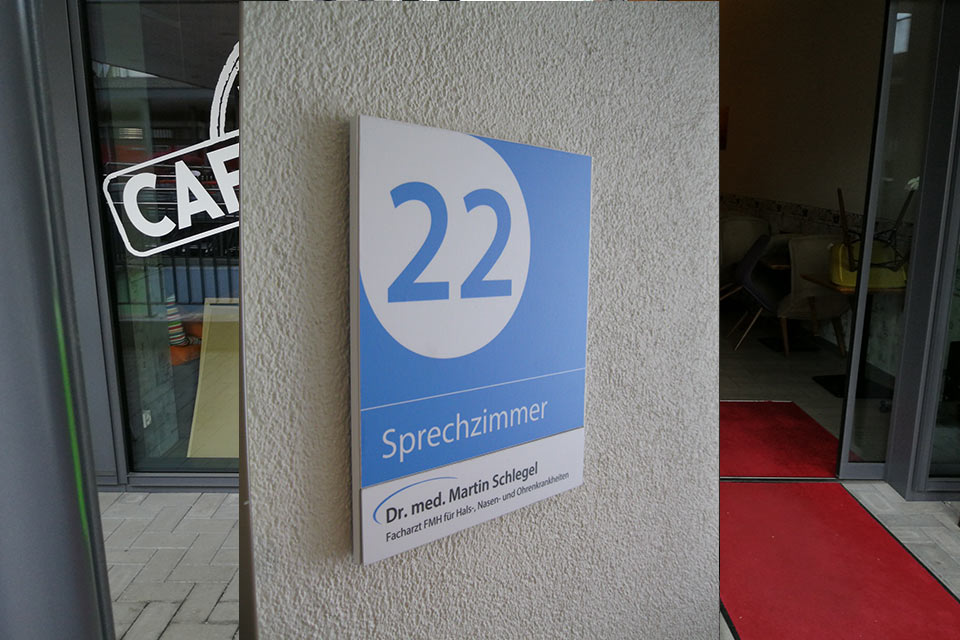 CAF
22
Sprechzimmer
Dr. med. Martin Schlegel
Facharzt FMH für Hals-, Nasen- und Ohrenkrankheiten